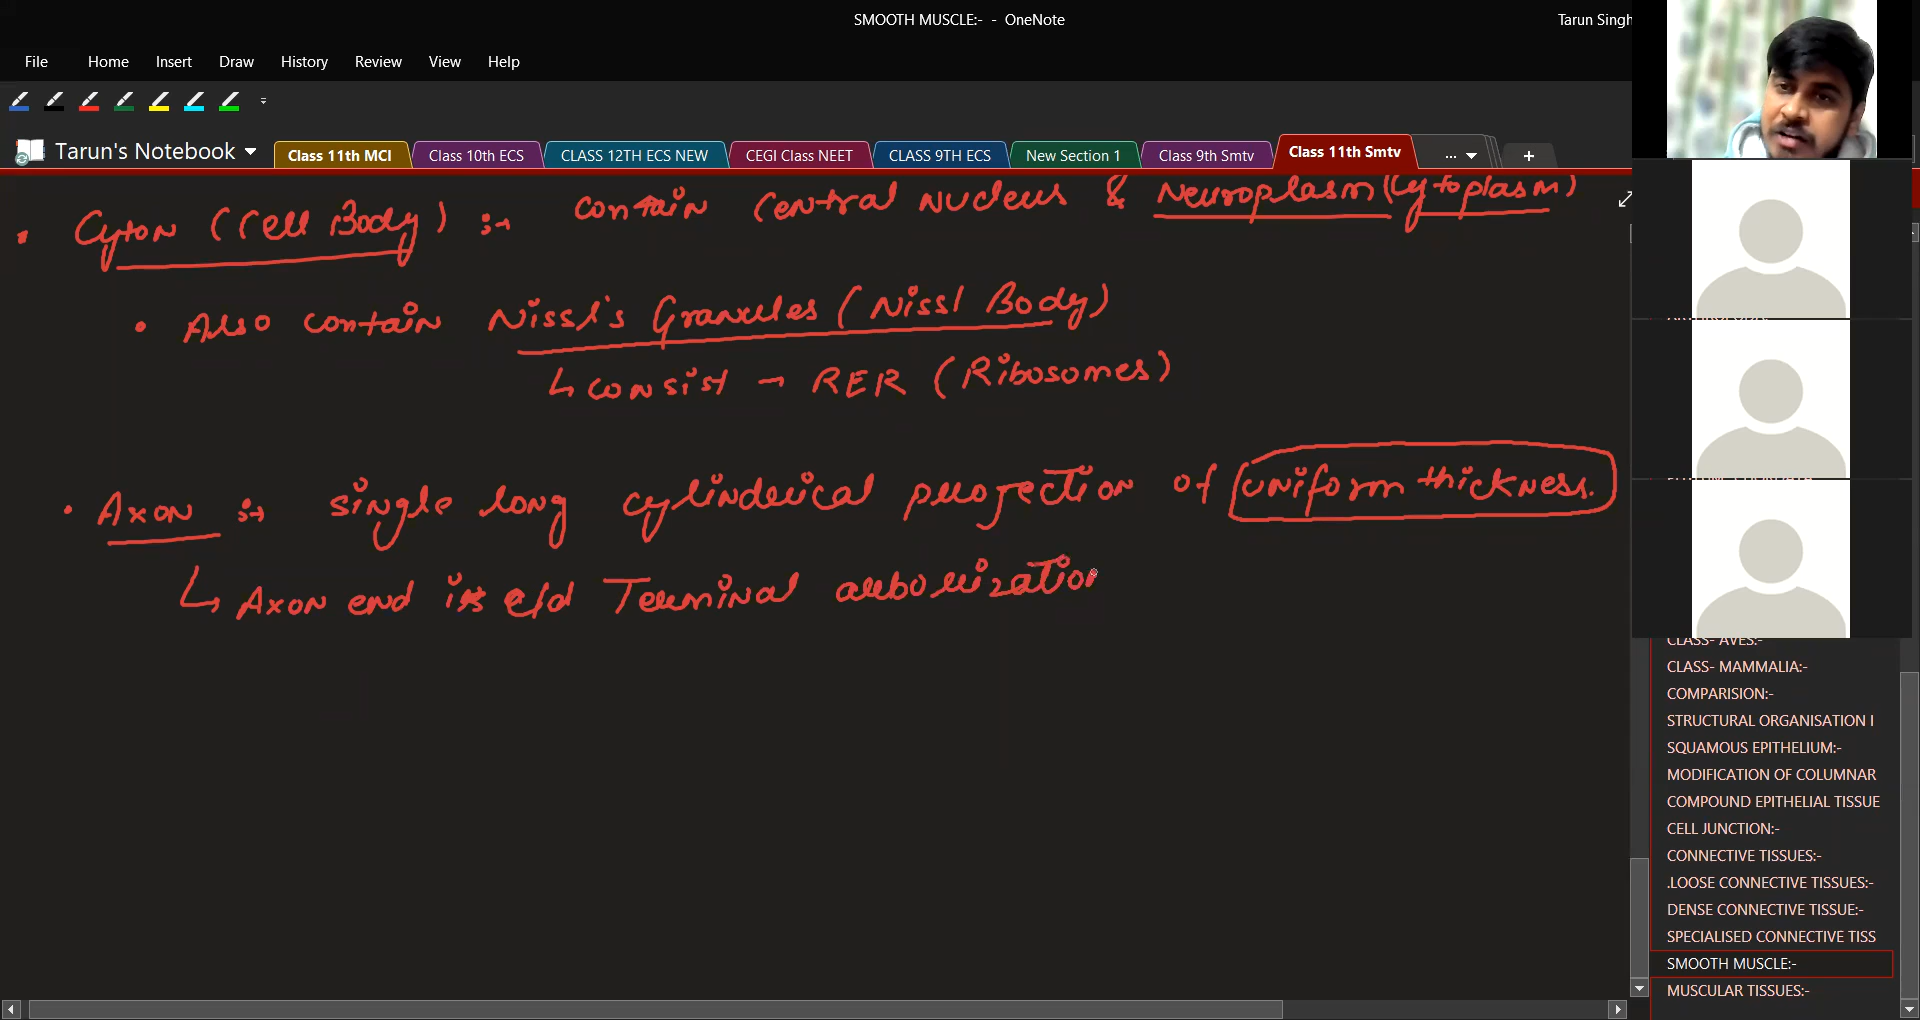 SMOOTH MUSCLE:- - OneNote
Tarun Singh
File Home Insert Draw History Review View Help
Tarun's Notebook
Class 11th MCI
Class 10th ECS
CLASS 12TH ECS NEW
CEGI Class NEET
CLASS 9TH ECS
New Section 1
Class 9th Smtv
Class 11th Smtv
...
+
• Cyton (Cell Body) :→ contain Central Nucleus & Neuroplasm (Cytoplasm)
• Also contain Nissl's Granules (Nissl Body)
↳ consist → RER (Ribosomes)
• Axon :→ single long cylinderical projection of uniform thickness.
↳ Axon end is c/d Terminal arborization
CLASS- AVES:-
CLASS- MAMMALIA:-
COMPARISION:-
STRUCTURAL ORGANISATION I
SQUAMOUS EPITHELIUM:-
MODIFICATION OF COLUMNAR
COMPOUND EPITHELIAL TISSUE
CELL JUNCTION:-
CONNECTIVE TISSUES:-
.LOOSE CONNECTIVE TISSUES:-
DENSE CONNECTIVE TISSUE:-
SPECIALISED CONNECTIVE TISS
SMOOTH MUSCLE:-
MUSCULAR TISSUES:-